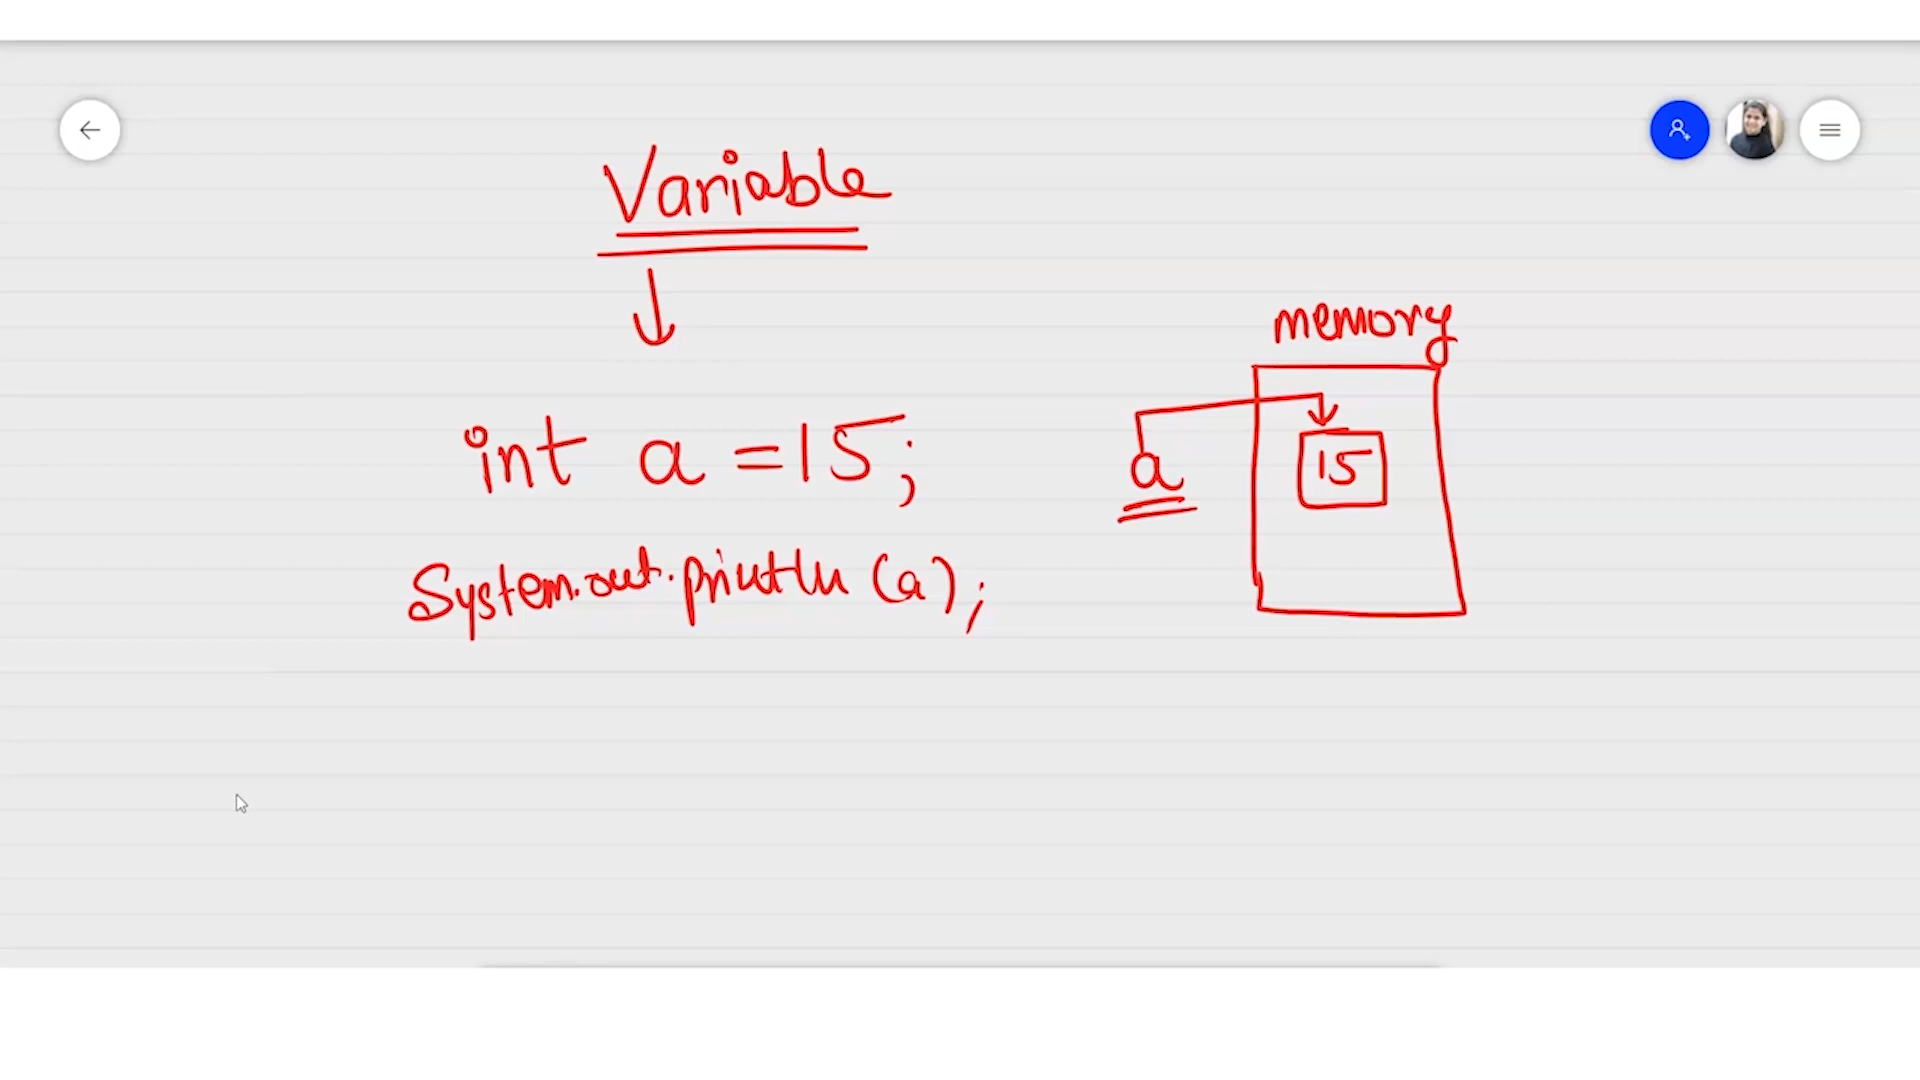 Variable
int a = 15;
System.out.println (a);
memory
a
15